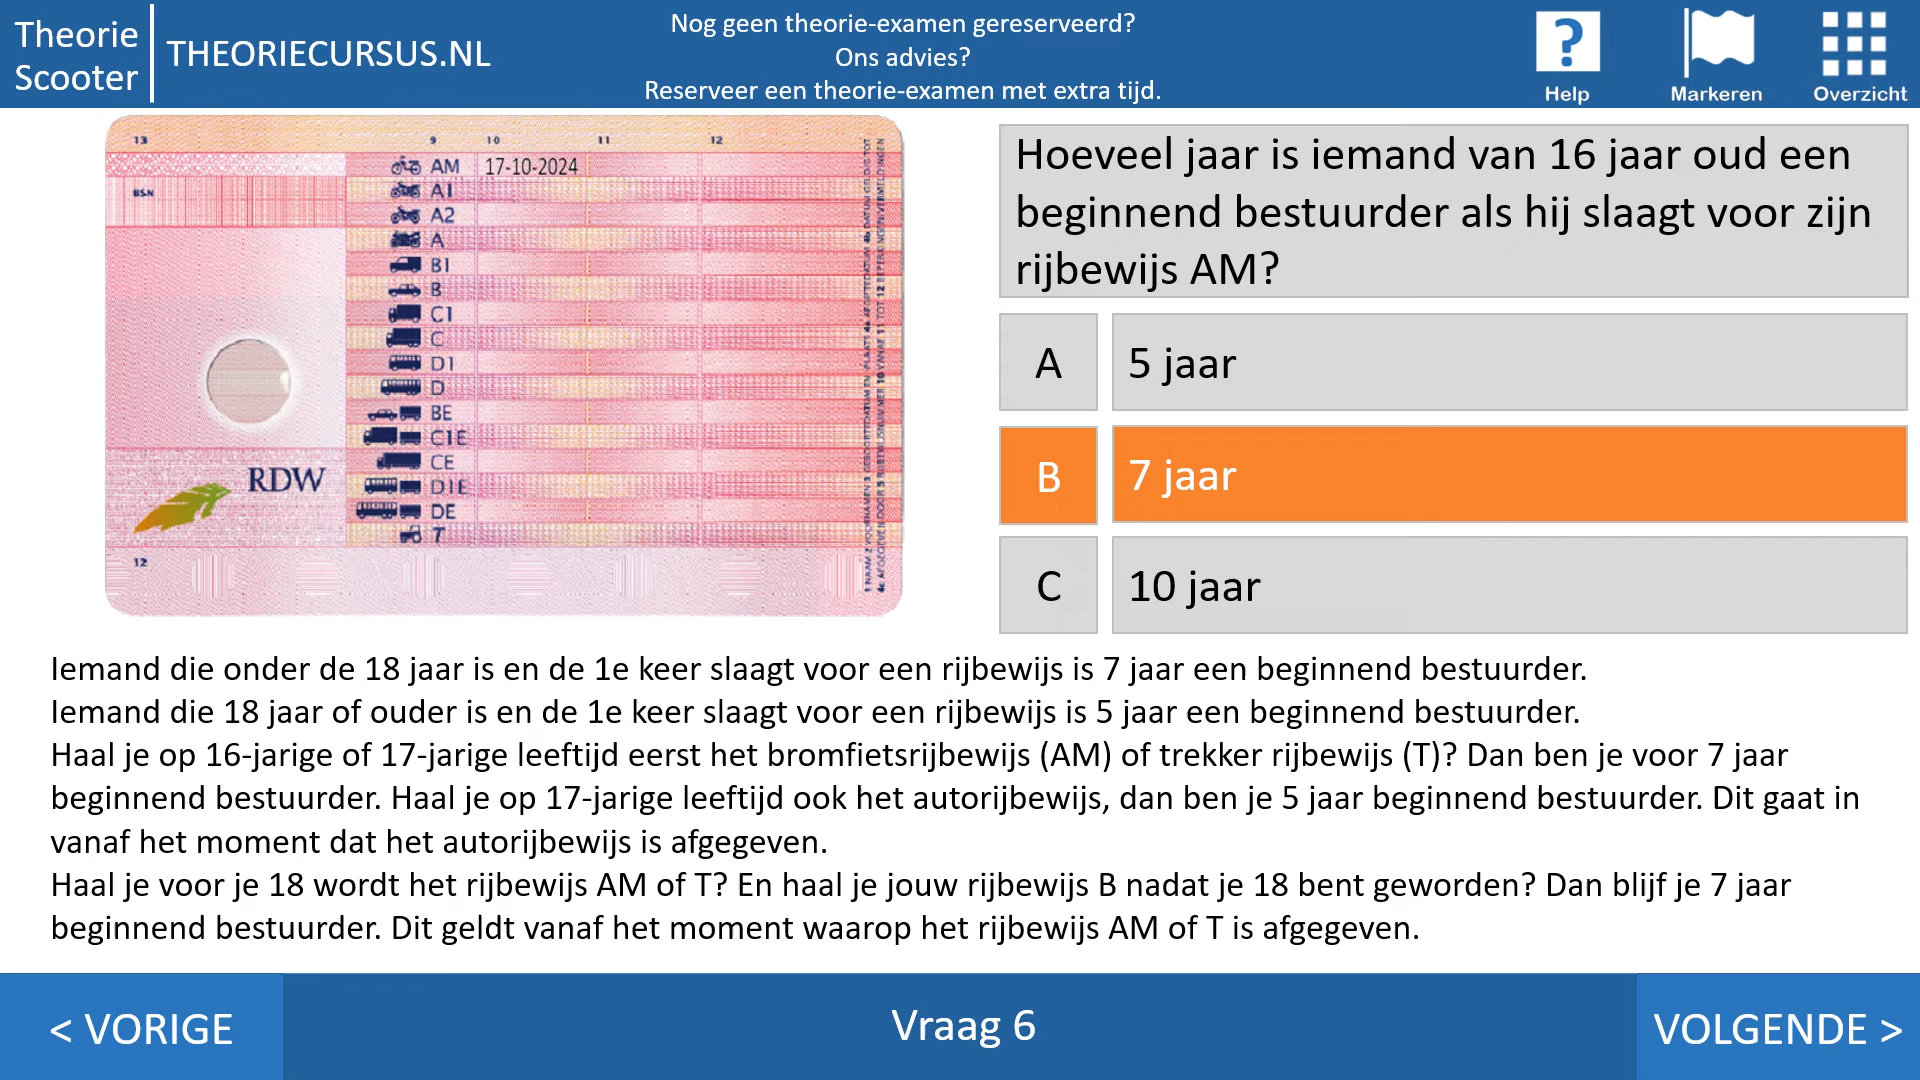 Theorie
Scooter
THEORIECURSUS.NL
Nog geen theorie-examen gereserveerd?
Ons advies?
Reserveer een theorie-examen met extra tijd.
Help
Markeren
Overzicht
13
9
10
11
12
AM 17-10-2024
BSN
A1
A2
A
B1
B
C1
C
D1
D
BE
C1E
CE
D1E
DE
T
RDW
12
Hoeveel jaar is iemand van 16 jaar oud een
beginnend bestuurder als hij slaagt voor zijn
rijbewijs AM?
A
5 jaar
B
7 jaar
C
10 jaar
Iemand die onder de 18 jaar is en de 1e keer slaagt voor een rijbewijs is 7 jaar een beginnend bestuurder.
Iemand die 18 jaar of ouder is en de 1e keer slaagt voor een rijbewijs is 5 jaar een beginnend bestuurder.
Haal je op 16-jarige of 17-jarige leeftijd eerst het bromfietsrijbewijs (AM) of trekker rijbewijs (T)? Dan ben je voor 7 jaar
beginnend bestuurder. Haal je op 17-jarige leeftijd ook het autorijbewijs, dan ben je 5 jaar beginnend bestuurder. Dit gaat in
vanaf het moment dat het autorijbewijs is afgegeven.
Haal je voor je 18 wordt het rijbewijs AM of T? En haal je jouw rijbewijs B nadat je 18 bent geworden? Dan blijf je 7 jaar
beginnend bestuurder. Dit geldt vanaf het moment waarop het rijbewijs AM of T is afgegeven.
< VORIGE
Vraag 6
VOLGENDE >